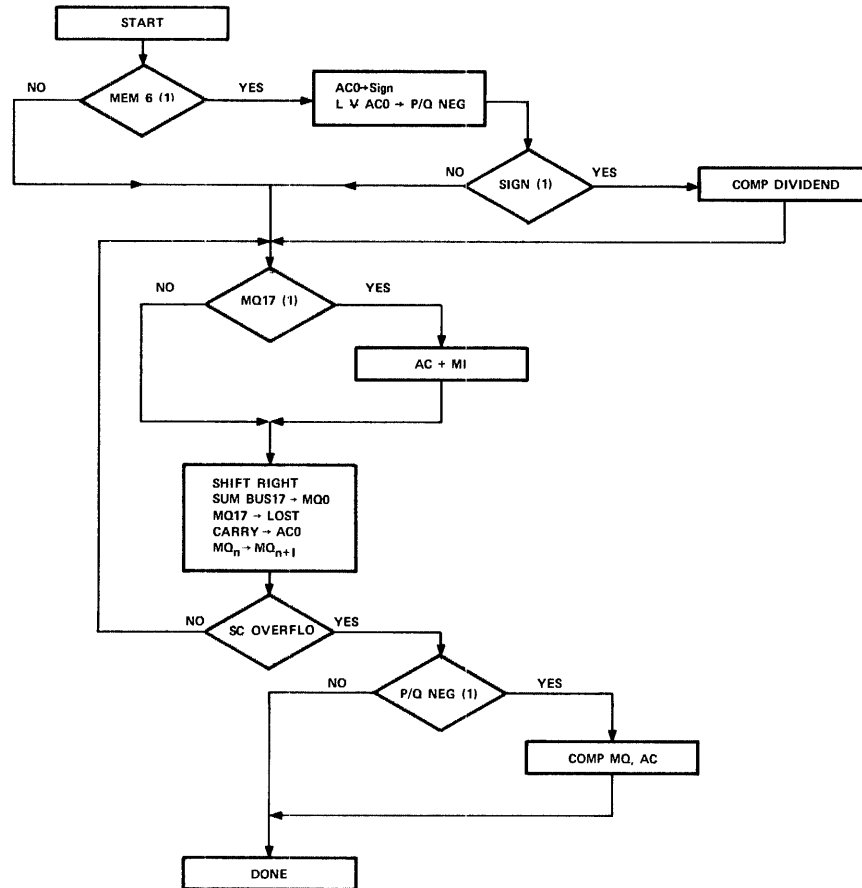 START
NO
MEM 6 (1)
YES
AC0→Sign
L ∀ AC0 → P/Q NEG
NO
SIGN (1)
YES
COMP DIVIDEND
NO
MQ17 (1)
YES
AC + MI
SHIFT RIGHT
SUM BUS17 → MQ0
MQ17 → LOST
CARRY → AC0
MQn → MQn+1
NO
SC OVERFLO
YES
NO
P/Q NEG (1)
YES
COMP MQ, AC
DONE